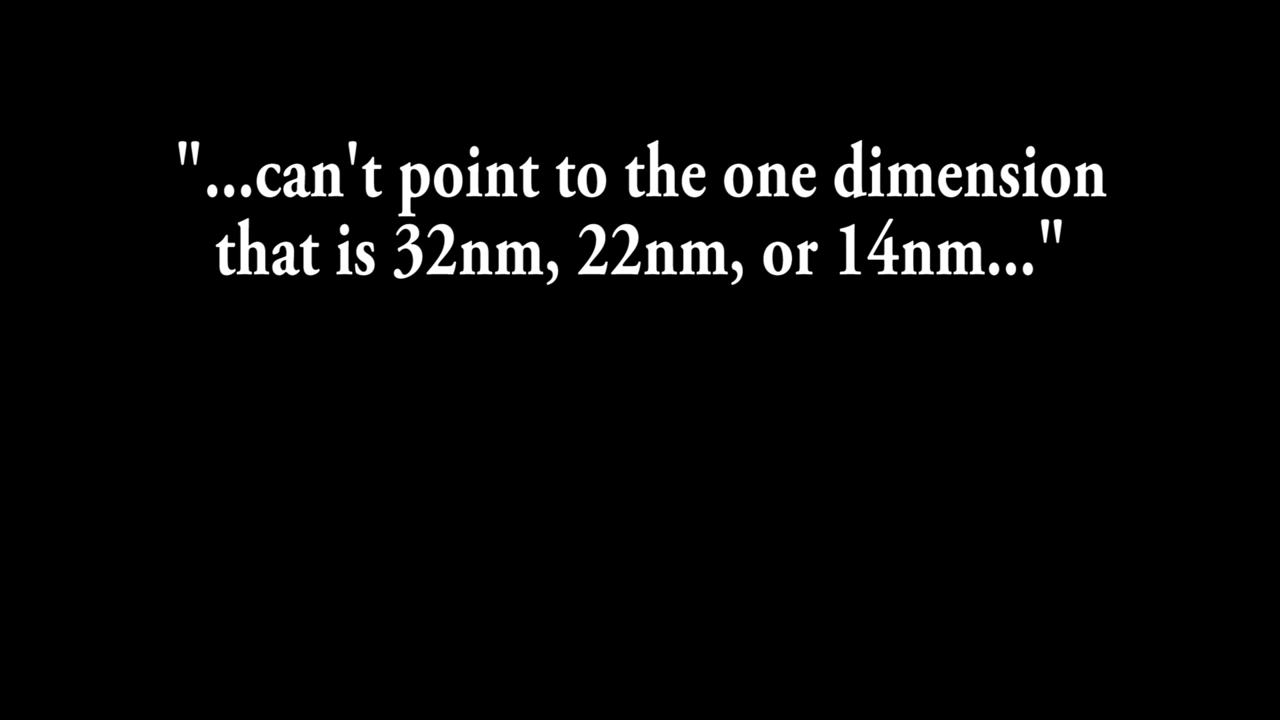 "...can't point to the one dimension
that is 32nm, 22nm, or 14nm..."